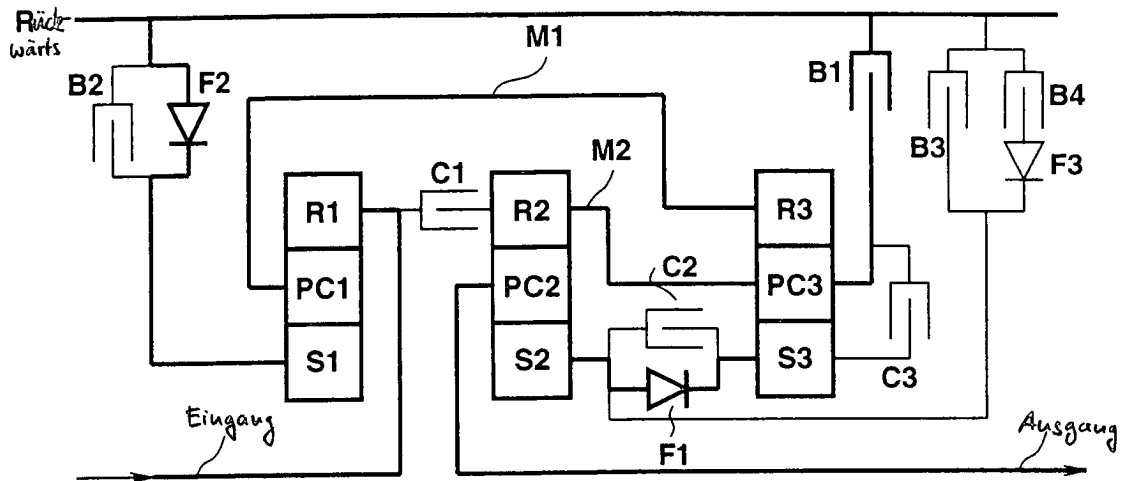 Rück
wärts
M1
B2
F2
B1
B3
B4
F3
M2
R1
C1
R2
R3
PC1
PC2
C2
PC3
S1
S2
S3
C3
F1
Eingang
Ausgang